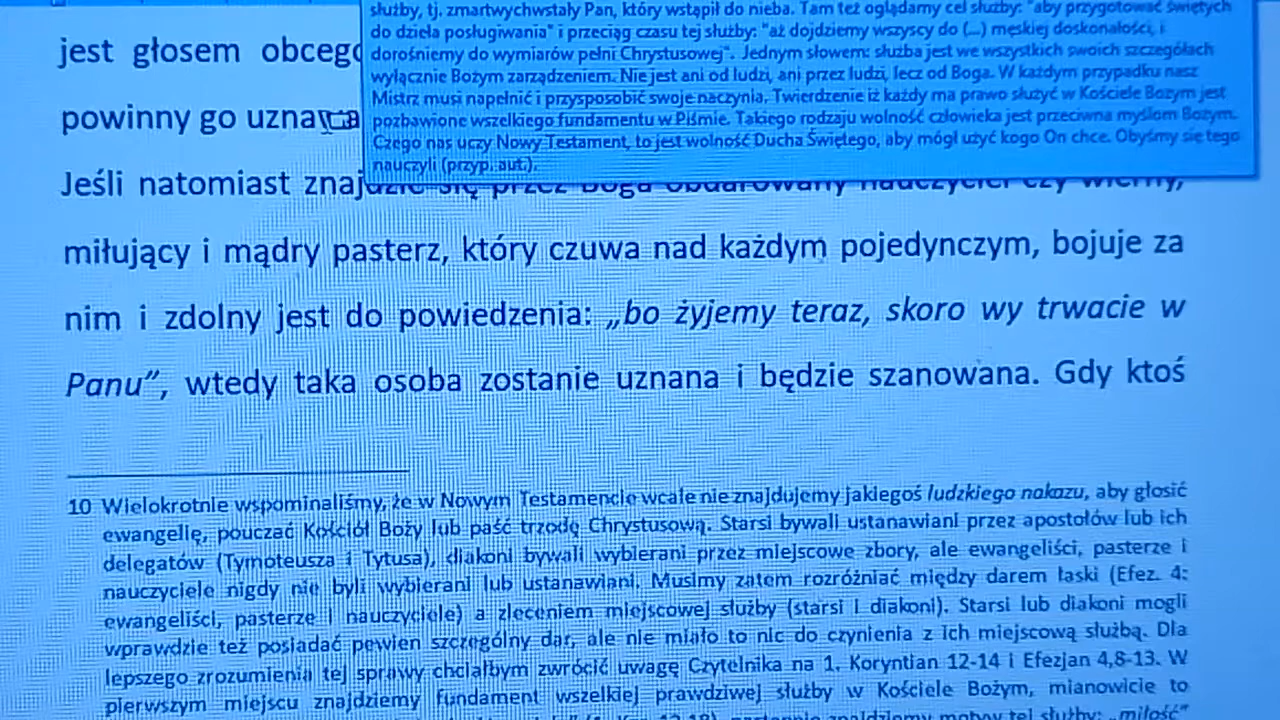 służby, tj. zmartwychwstały Pan, który wstąpił do nieba. Tam też oglądamy cel służby: "aby przygotować świętych
do dzieła posługiwania" i przeciąg czasu tej służby: "aż dojdziemy wszyscy do (...) męskiej doskonałości, i
dorośniemy do wymiarów pełni Chrystusowej". Jednym słowem: służba jest we wszystkich swoich szczegółach
wyłącznie Bożym zarządzeniem. Nie jest ani od ludzi, ani przez ludzi, lecz od Boga. W każdym przypadku nasz
Mistrz musi napełnić i przysposobić swoje naczynia. Twierdzenie iż każdy ma prawo służyć w Kościele Bożym jest
pozbawione wszelkiego fundamentu w Piśmie. Takiego rodzaju wolność człowieka jest przeciwna myślom Bożym.
Czego nas uczy Nowy Testament, to jest wolność Ducha Świętego, aby mógł użyć kogo On chce. Obyśmy się tego
nauczyli (przyp. aut.).
jest głosem obcego
powinny go uznawać
Jeśli natomiast znajdzie się przez Boga obdarowany nauczyciel czy wierny,
miłujący i mądry pasterz, który czuwa nad każdym pojedynczym, bojuje za
nim i zdolny jest do powiedzenia: „bo żyjemy teraz, skoro wy trwacie w
Panu”, wtedy taka osoba zostanie uznana i będzie szanowana. Gdy ktoś
10 Wielokrotnie wspominaliśmy, że w Nowym Testamencie wcale nie znajdujemy jakiegoś ludzkiego nakazu, aby głosić
ewangelię, pouczać Kościół Boży lub paść trzodę Chrystusową. Starsi bywali ustanawiani przez apostołów lub ich
delegatów (Tymoteusza i Tytusa), diakoni bywali wybierani przez miejscowe zbory, ale ewangeliści, pasterze i
nauczyciele nigdy nie byli wybierani lub ustanawiani. Musimy zatem rozróżniać między darem łaski (Efez. 4:
ewangeliści, pasterze i nauczyciele) a zleceniem miejscowej służby (starsi i diakoni). Starsi lub diakoni mogli
wprawdzie też posiadać pewien szczególny dar, ale nie miało to nic do czynienia z ich miejscową służbą. Dla
lepszego zrozumienia tej sprawy chciałbym zwrócić uwagę Czytelnika na 1. Koryntian 12-14 i Efezjan 4,8-13. W
pierwszym miejscu znajdziemy fundament wszelkiej prawdziwej służby w Kościele Bożym, mianowicie to
znajdziemy motyw tej służby: „miłość”